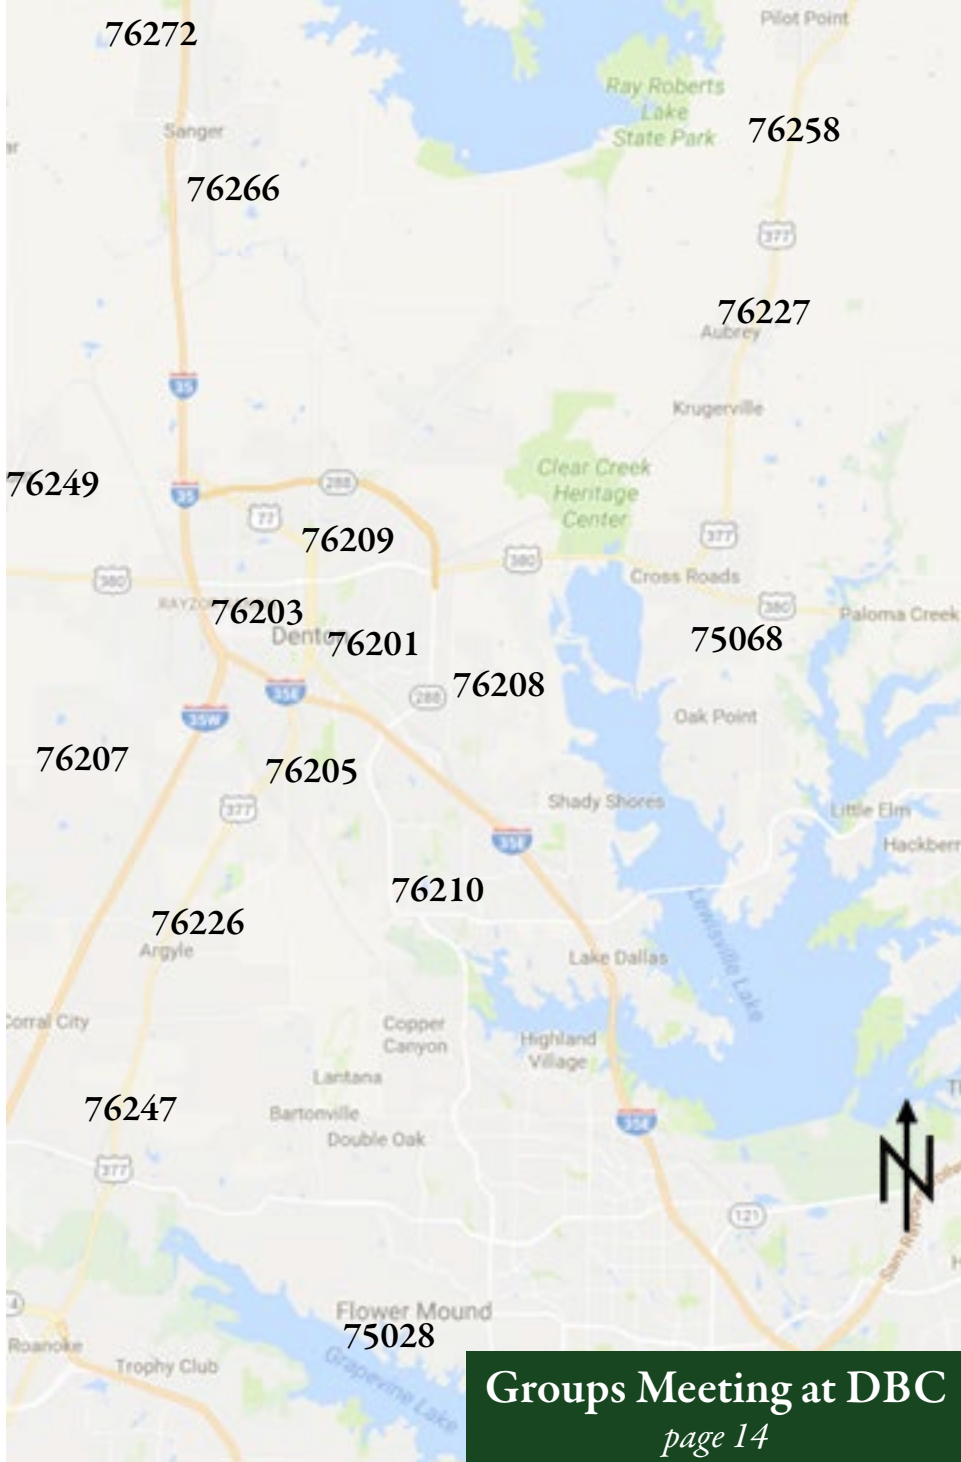 76272
Pilot Point
Ray Roberts
Lake
State Park
76258
Sanger
76266
377
76227
Aubrey
35
Krugerville
76249
Clear Creek
Heritage
Center
35
288
77
76209
377
380
380
Cross Roads
380
Paloma Creek
76203
Denton
76201
75068
76208
35E
288
35W
Oak Point
76207
76205
377
Shady Shores
Little Elm
35E
76210
76226
Argyle
Lewisville Lake
Lake Dallas
Corral City
Copper
Canyon
Highland
Village
Lantana
76247
Bartonville
Double Oak
35E
377
N
121
Flower Mound
75028
Roanoke
Trophy Club
Grapevine Lake
Groups Meeting at DBC
page 14